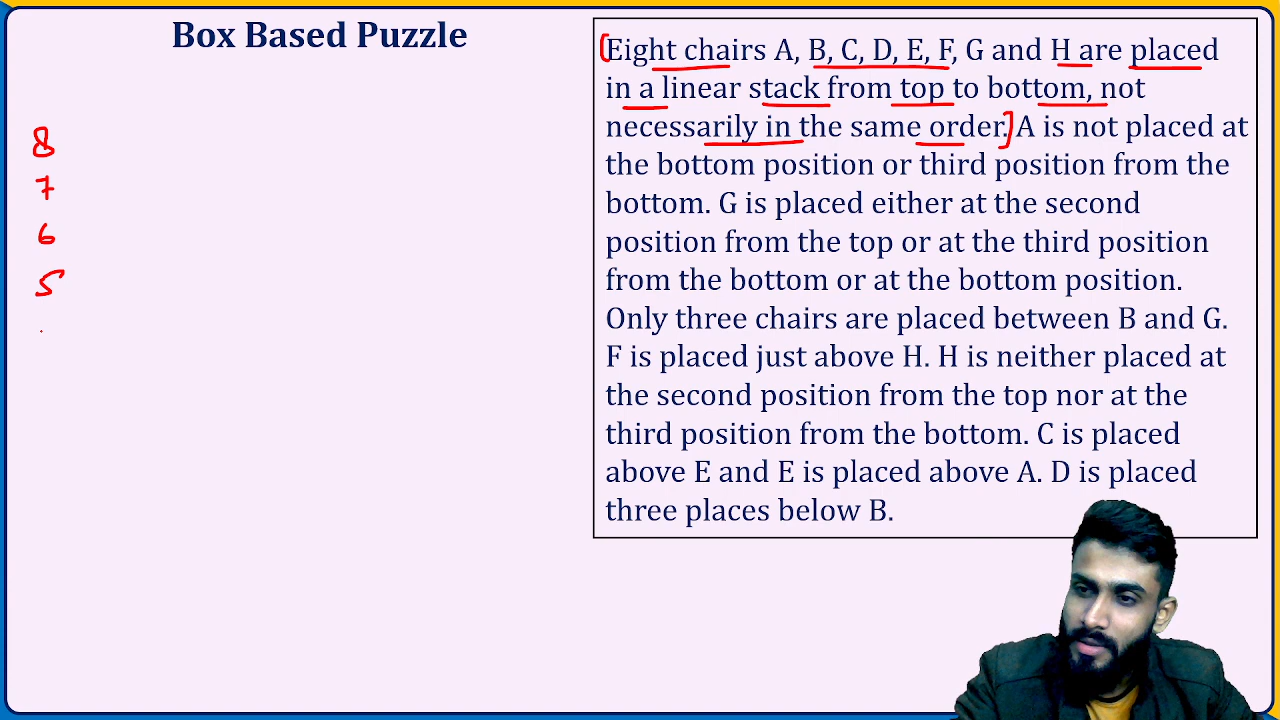 Box Based Puzzle
8
7
6
5
Eight chairs A, B, C, D, E, F, G and H are placed
in a linear stack from top to bottom, not
necessarily in the same order. A is not placed at
the bottom position or third position from the
bottom. G is placed either at the second
position from the top or at the third position
from the bottom or at the bottom position.
Only three chairs are placed between B and G.
F is placed just above H. H is neither placed at
the second position from the top nor at the
third position from the bottom. C is placed
above E and E is placed above A. D is placed
three places below B.